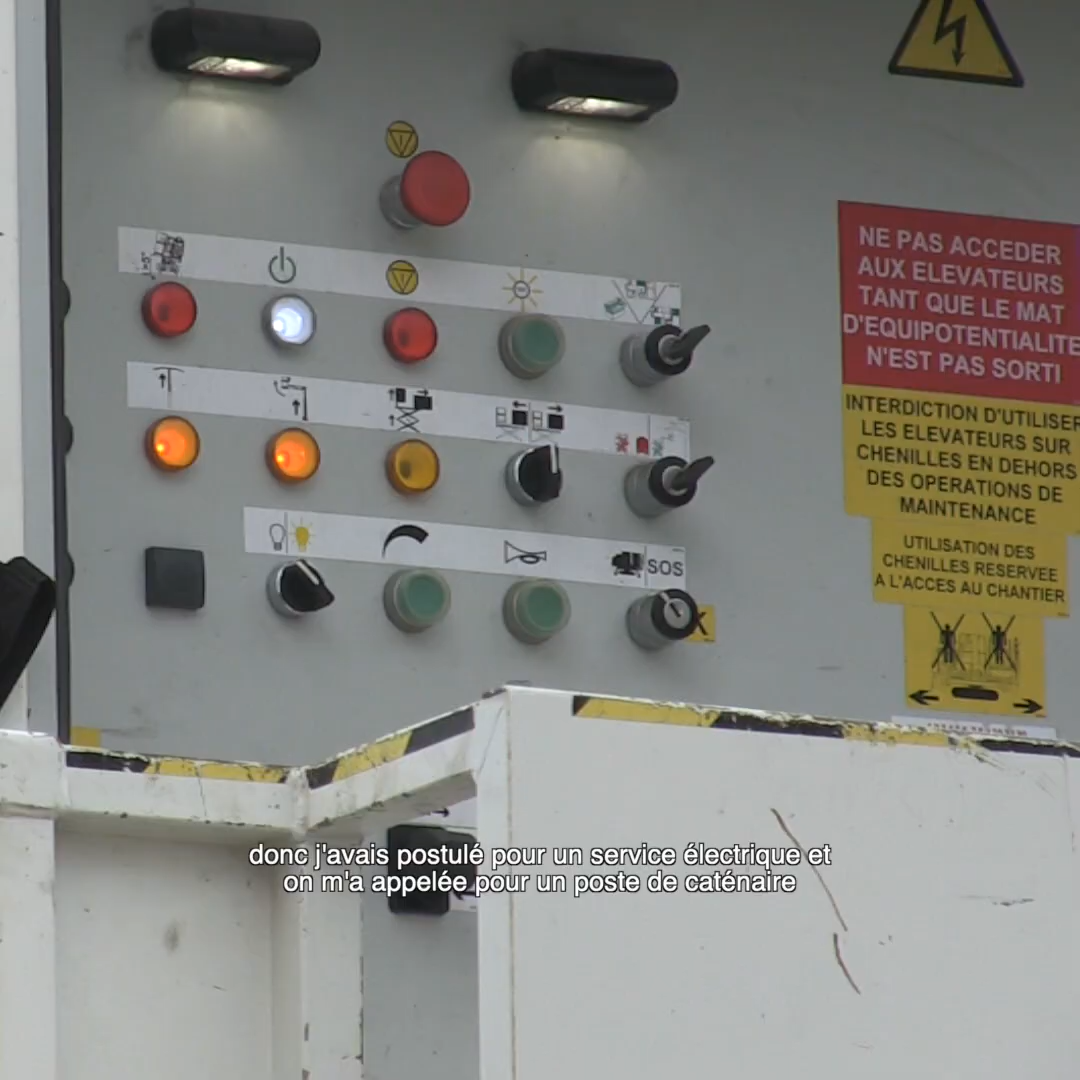 NE PAS ACCEDER
AUX ELEVATEURS
TANT QUE LE MAT
D'EQUIPOTENTIALITE
N'EST PAS SORTI
INTERDICTION D'UTILISER
LES ELEVATEURS SUR
CHENILLES EN DEHORS
DES OPERATIONS DE
MAINTENANCE
UTILISATION DES
CHENILLES RESERVEE
A L'ACCES AU CHANTIER
SOS
donc j'avais postulé pour un service électrique et
on m'a appelée pour un poste de caténaire